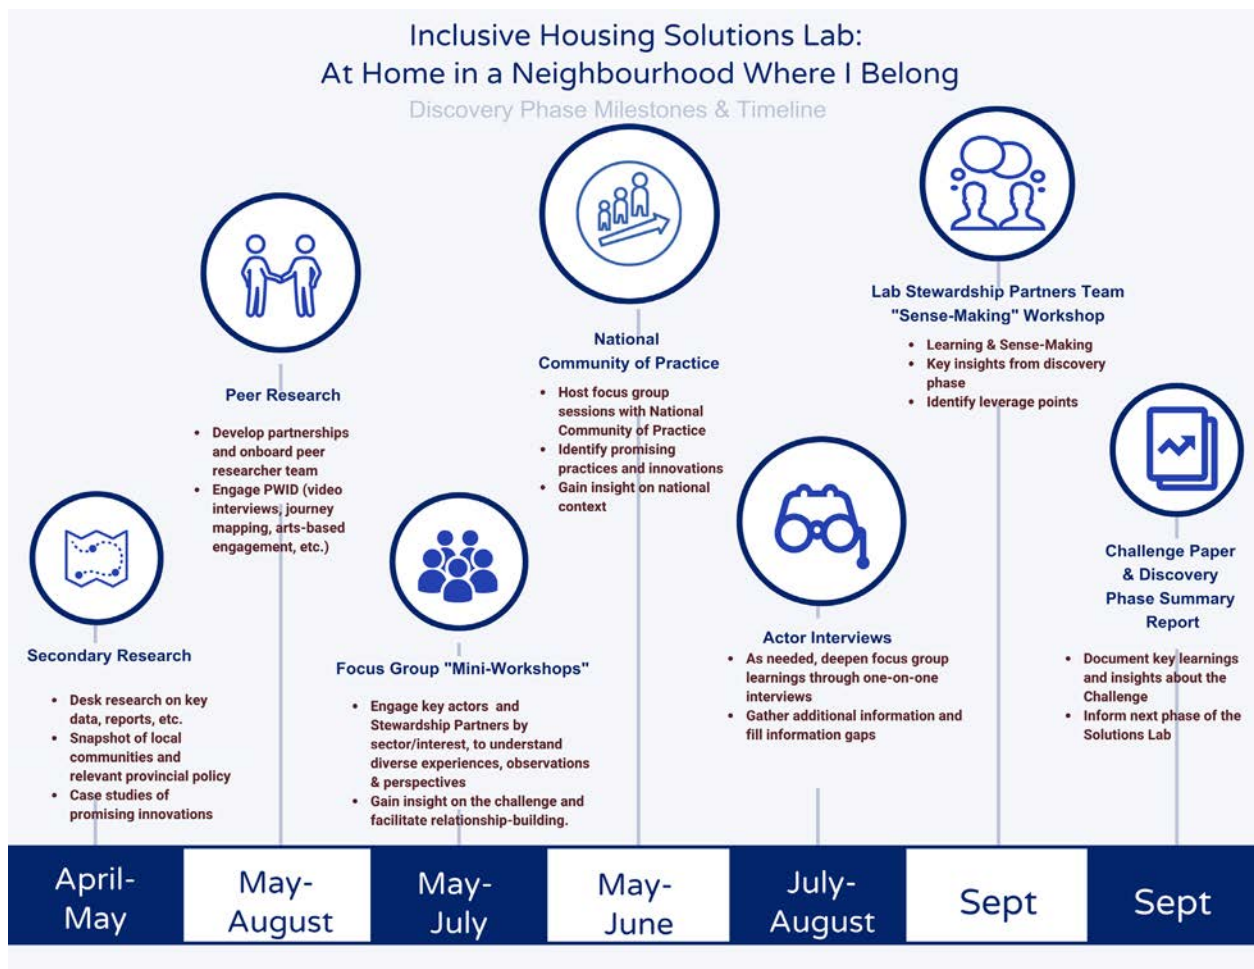 Inclusive Housing Solutions Lab:
At Home in a Neighbourhood Where I Belong
Discovery Phase Milestones & Timeline
Secondary Research
• Desk research on key
data, reports, etc.
• Snapshot of local
communities and
relevant provincial policy
• Case studies of
promising innovations
Peer Research
• Develop partnerships
and onboard peer
researcher team
• Engage PWID (video
interviews, journey
mapping, arts-based
engagement, etc.)
Focus Group "Mini-Workshops"
• Engage key actors and
Stewardship Partners by
sector/interest, to understand
diverse experiences, observations
& perspectives
• Gain insight on the challenge and
facilitate relationship-building.
National
Community of Practice
• Host focus group
sessions with National
Community of Practice
• Identify promising
practices and innovations
• Gain insight on national
context
Actor Interviews
• As needed, deepen focus group
learnings through one-on-one
interviews
• Gather additional information and
fill information gaps
Lab Stewardship Partners Team
"Sense-Making" Workshop
• Learning & Sense-Making
• Key insights from discovery
phase
• Identify leverage points
Challenge Paper
& Discovery
Phase Summary
Report
• Document key learnings
and insights about the
Challenge
• Inform next phase of the
Solutions Lab
April-
May
May-
August
May-
July
May-
June
July-
August
Sept
Sept